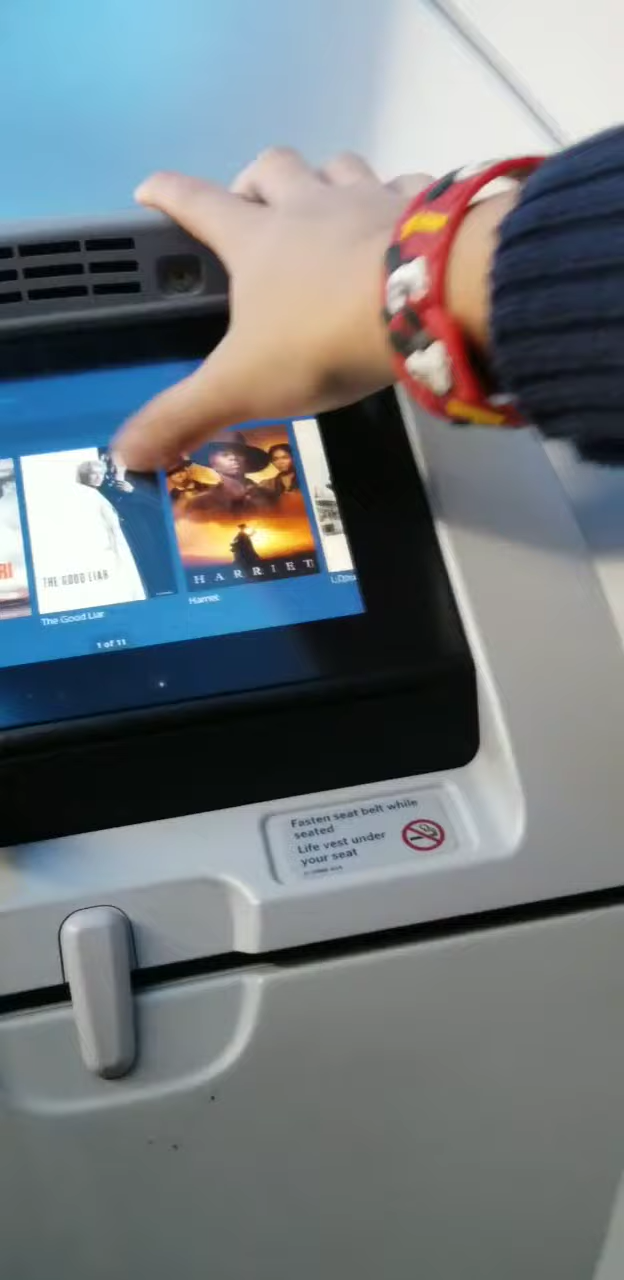 RI
THE GOOD LIAR
HARRIET
The Good Liar
Harriet
1 of 11
Fasten seat belt while
seated
Life vest under
your seat